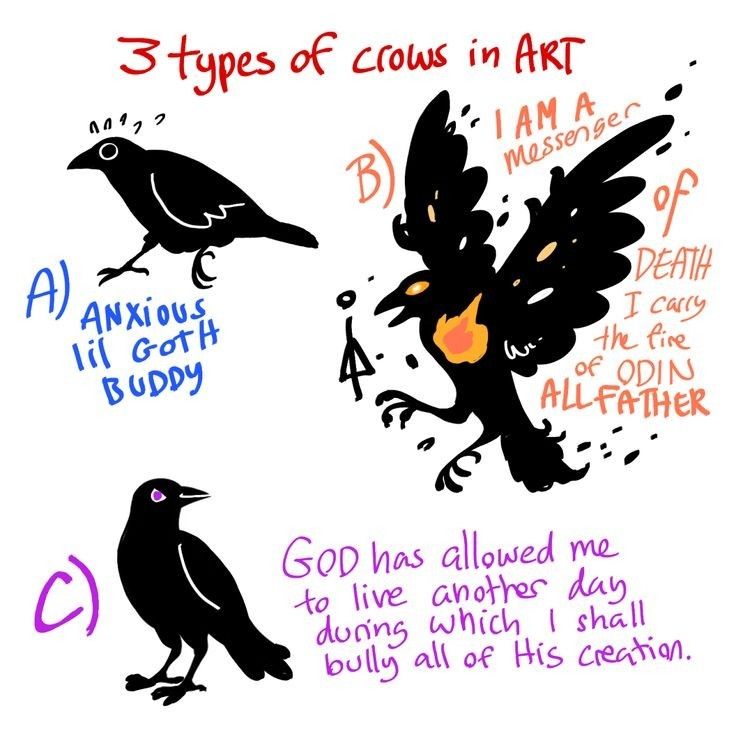 3 types of crows in ART
A)
ANXious
lil GOTH
BUDDY
B)
I AM A
messenger
of
DEATH
I carry
the fire
of ODIN
ALLFATHER
C)
GOD has allowed me
to live another day
during which I shall
bully all of His creation.